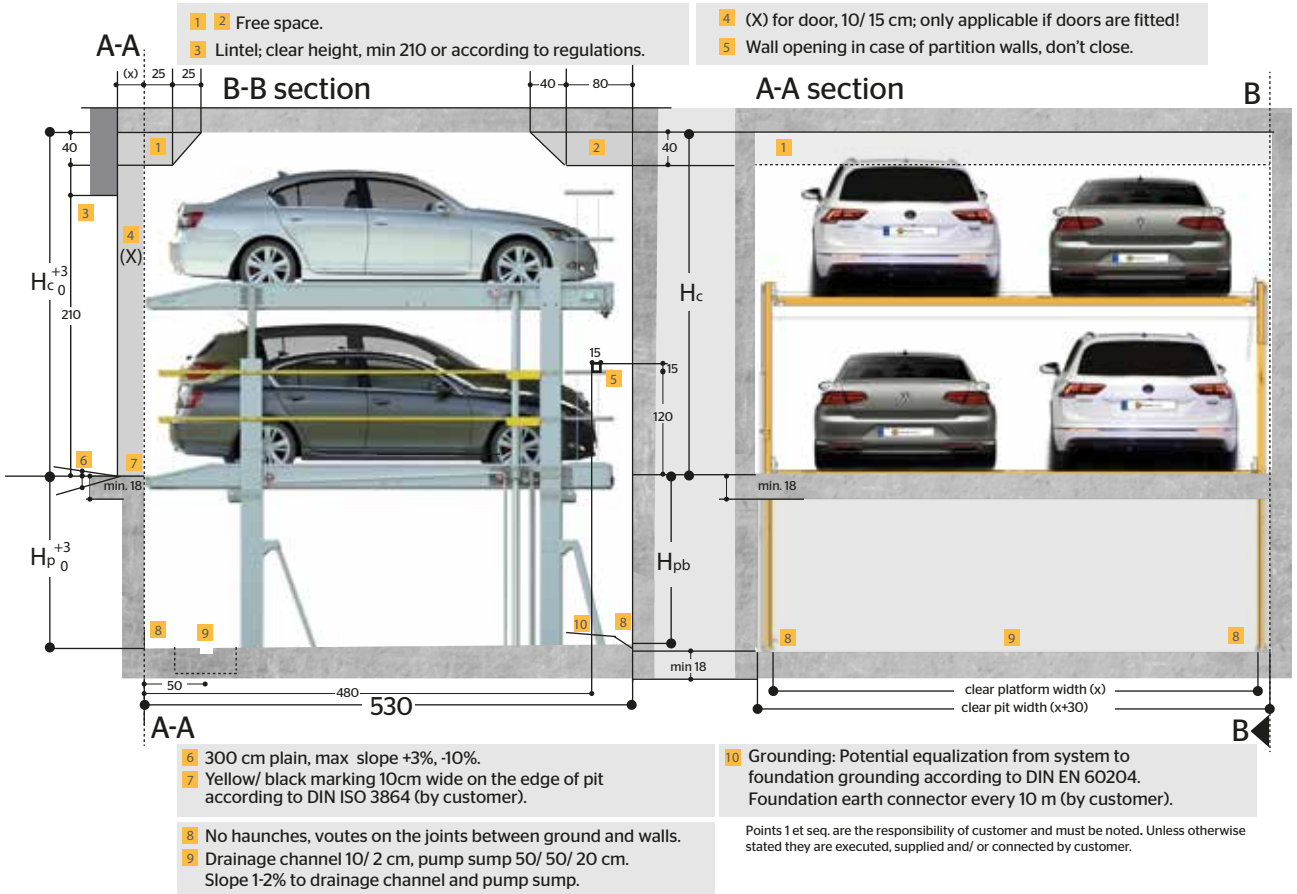 1 2 Free space.
3 Lintel; clear height, min 210 or according to regulations.
4 (X) for door, 10/ 15 cm; only applicable if doors are fitted!
5 Wall opening in case of partition walls, don't close.
A-A
(x) 25 25
B-B section
40 80
A-A section
B
40
1
2
40
1
3
4
(X)
Hc +3 0
210
Hc
15
15
5
120
6
7
min. 18
min. 18
Hp +3 0
Hpb
8
9
10
8
8
9
8
min 18
50
480
530
clear platform width (x)
clear pit width (x+30)
A-A
B
6 300 cm plain, max slope +3%, -10%.
7 Yellow/ black marking 10cm wide on the edge of pit
according to DIN ISO 3864 (by customer).
8 No haunches, voutes on the joints between ground and walls.
9 Drainage channel 10/ 2 cm, pump sump 50/ 50/ 20 cm.
Slope 1-2% to drainage channel and pump sump.
10 Grounding: Potential equalization from system to
foundation grounding according to DIN EN 60204.
Foundation earth connector every 10 m (by customer).
Points 1 et seq. are the responsibility of customer and must be noted. Unless otherwise
stated they are executed, supplied and/ or connected by customer.